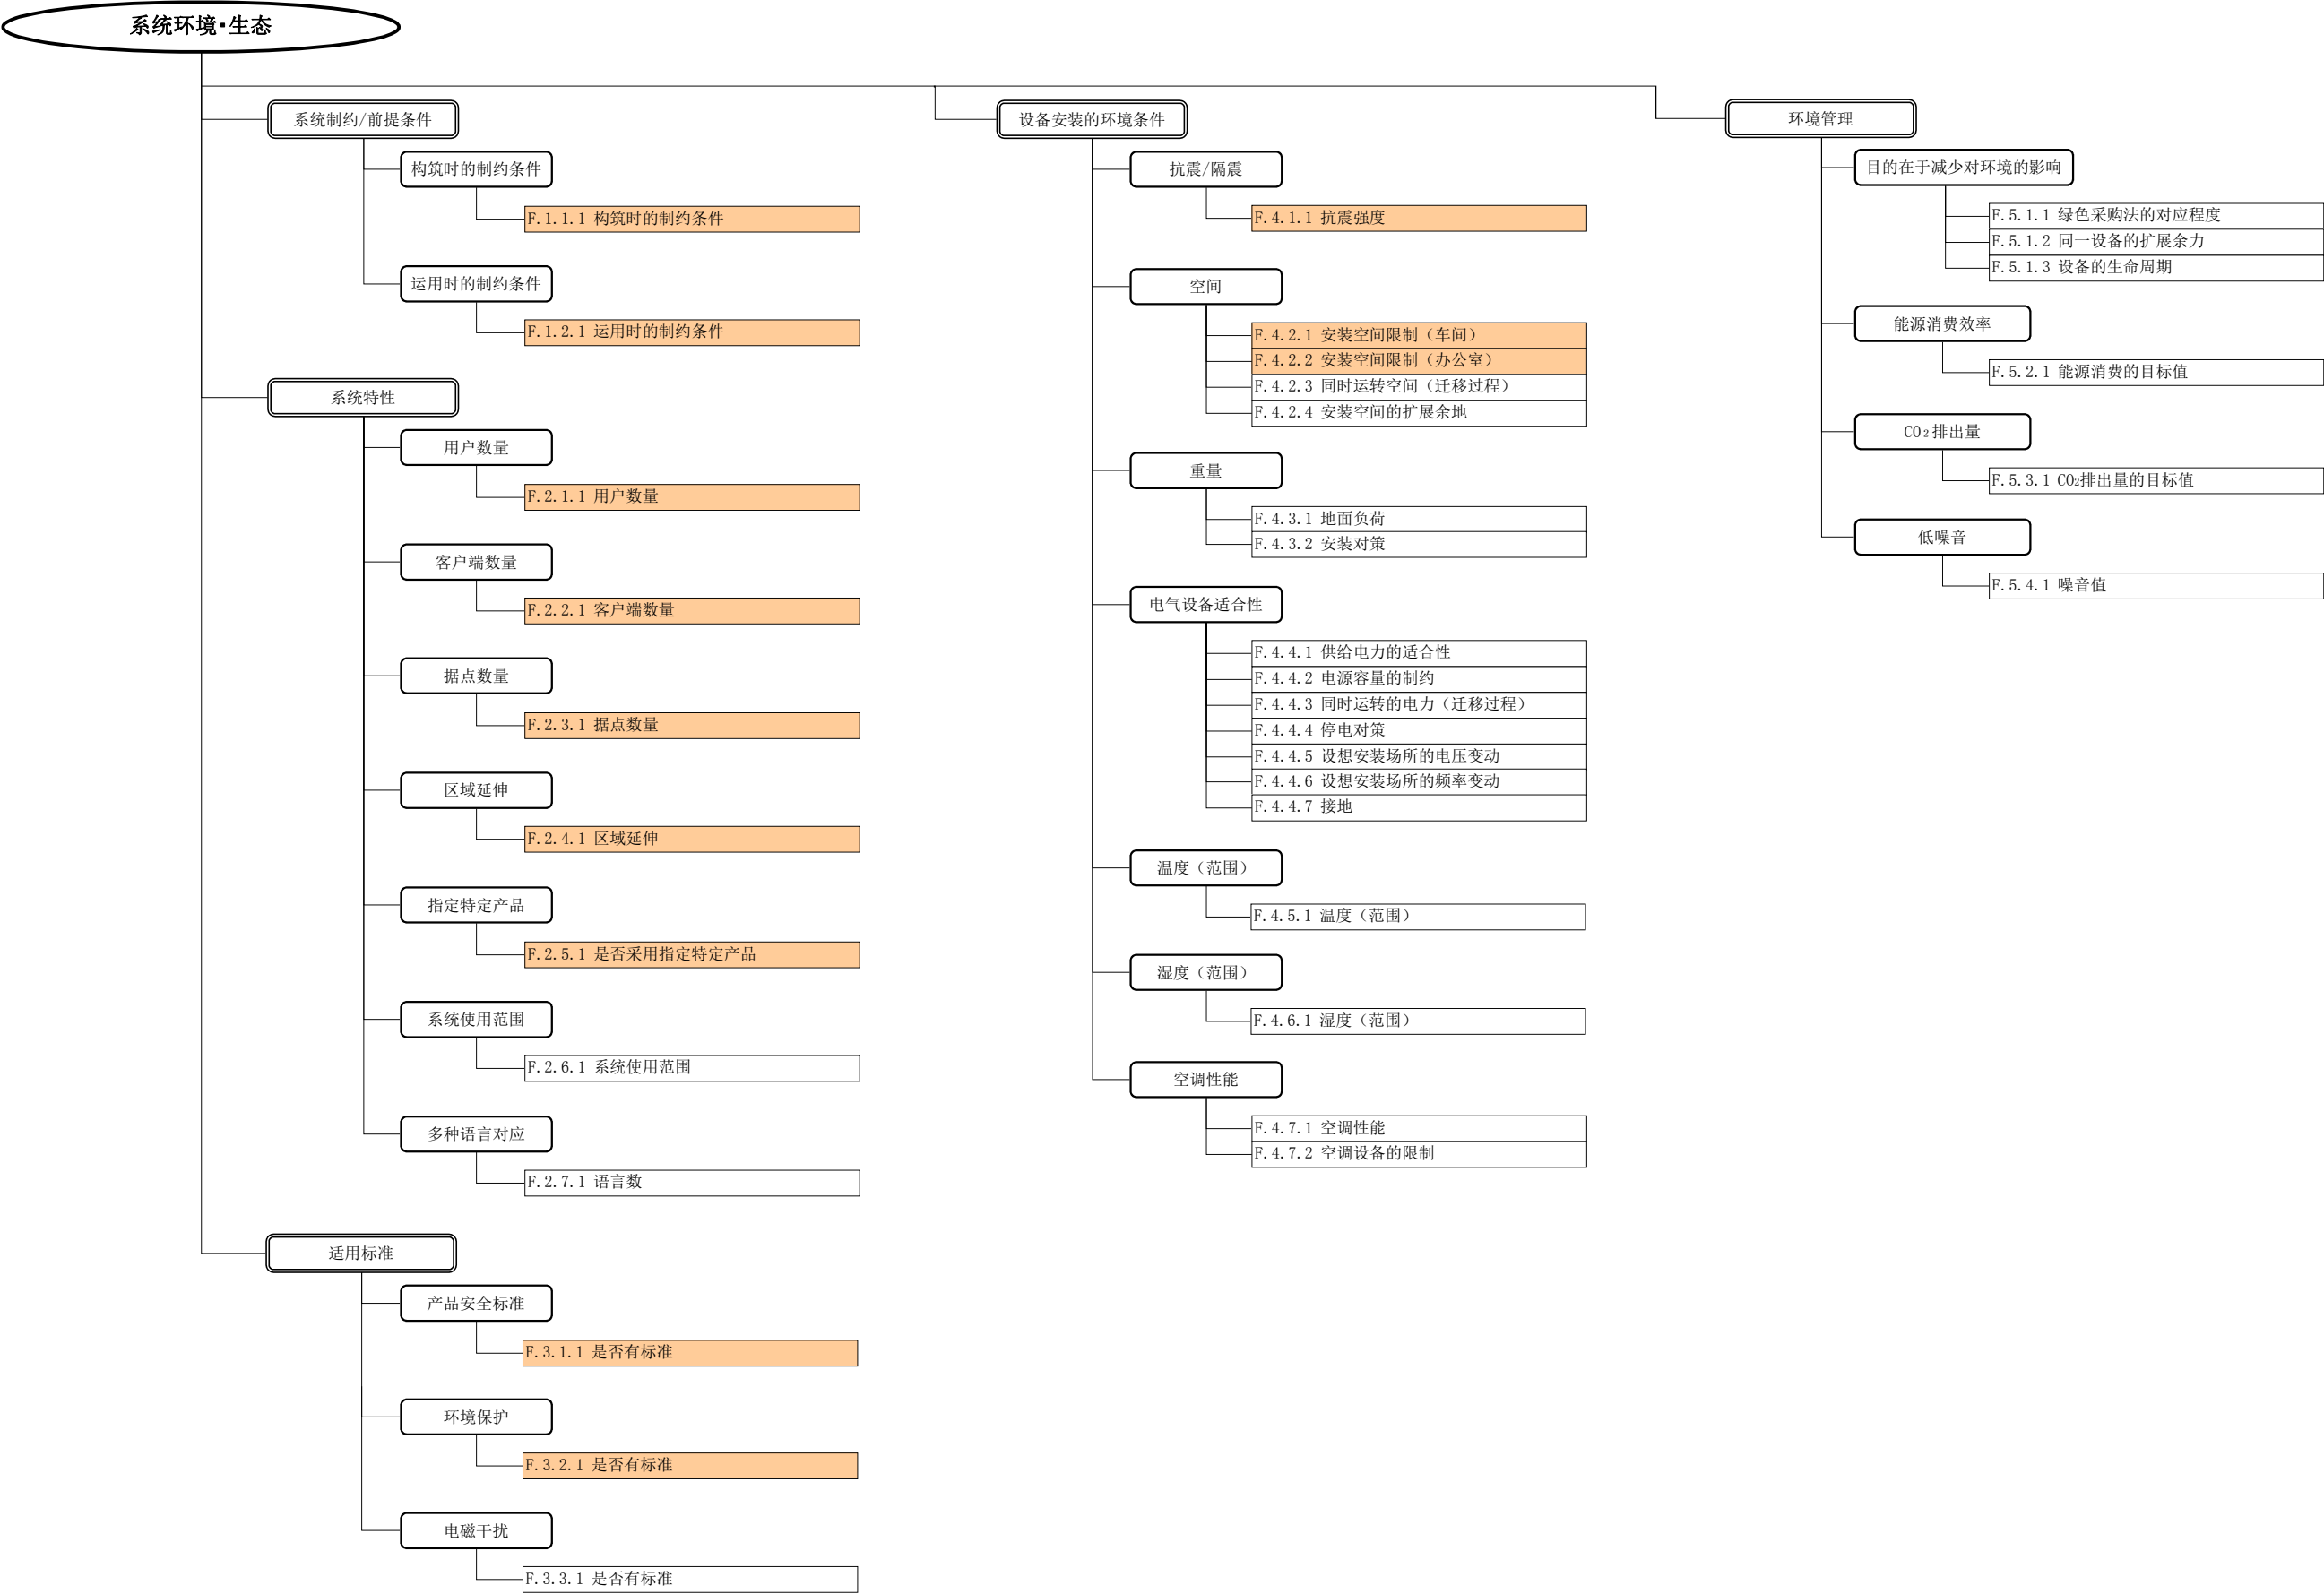 系统环境·生态
系统制约/前提条件
构筑时的制约条件
F.1.1.1 构筑时的制约条件
运用时的制约条件
F.1.2.1 运用时的制约条件
系统特性
用户数量
F.2.1.1 用户数量
客户端数量
F.2.2.1 客户端数量
据点数量
F.2.3.1 据点数量
区域延伸
F.2.4.1 区域延伸
指定特定产品
F.2.5.1 是否采用指定特定产品
系统使用范围
F.2.6.1 系统使用范围
多种语言对应
F.2.7.1 语言数
适用标准
产品安全标准
F.3.1.1 是否有标准
环境保护
F.3.2.1 是否有标准
电磁干扰
F.3.3.1 是否有标准
设备安装的环境条件
抗震/隔震
F.4.1.1 抗震强度
空间
F.4.2.1 安装空间限制（车间）
F.4.2.2 安装空间限制（办公室）
F.4.2.3 同时运转空间（迁移过程）
F.4.2.4 安装空间的扩展余地
重量
F.4.3.1 地面负荷
F.4.3.2 安装对策
电气设备适合性
F.4.4.1 供给电力的适合性
F.4.4.2 电源容量的制约
F.4.4.3 同时运转的电力（迁移过程）
F.4.4.4 停电对策
F.4.4.5 设想安装场所的电压变动
F.4.4.6 设想安装场所的频率变动
F.4.4.7 接地
温度（范围）
F.4.5.1 温度（范围）
湿度（范围）
F.4.6.1 湿度（范围）
空调性能
F.4.7.1 空调性能
F.4.7.2 空调设备的限制
环境管理
目的在于减少对环境的影响
F.5.1.1 绿色采购法的对应程度
F.5.1.2 同一设备的扩展余力
F.5.1.3 设备的生命周期
能源消费效率
F.5.2.1 能源消费的目标值
CO₂排出量
F.5.3.1 CO₂排出量的目标值
低噪音
F.5.4.1 噪音值